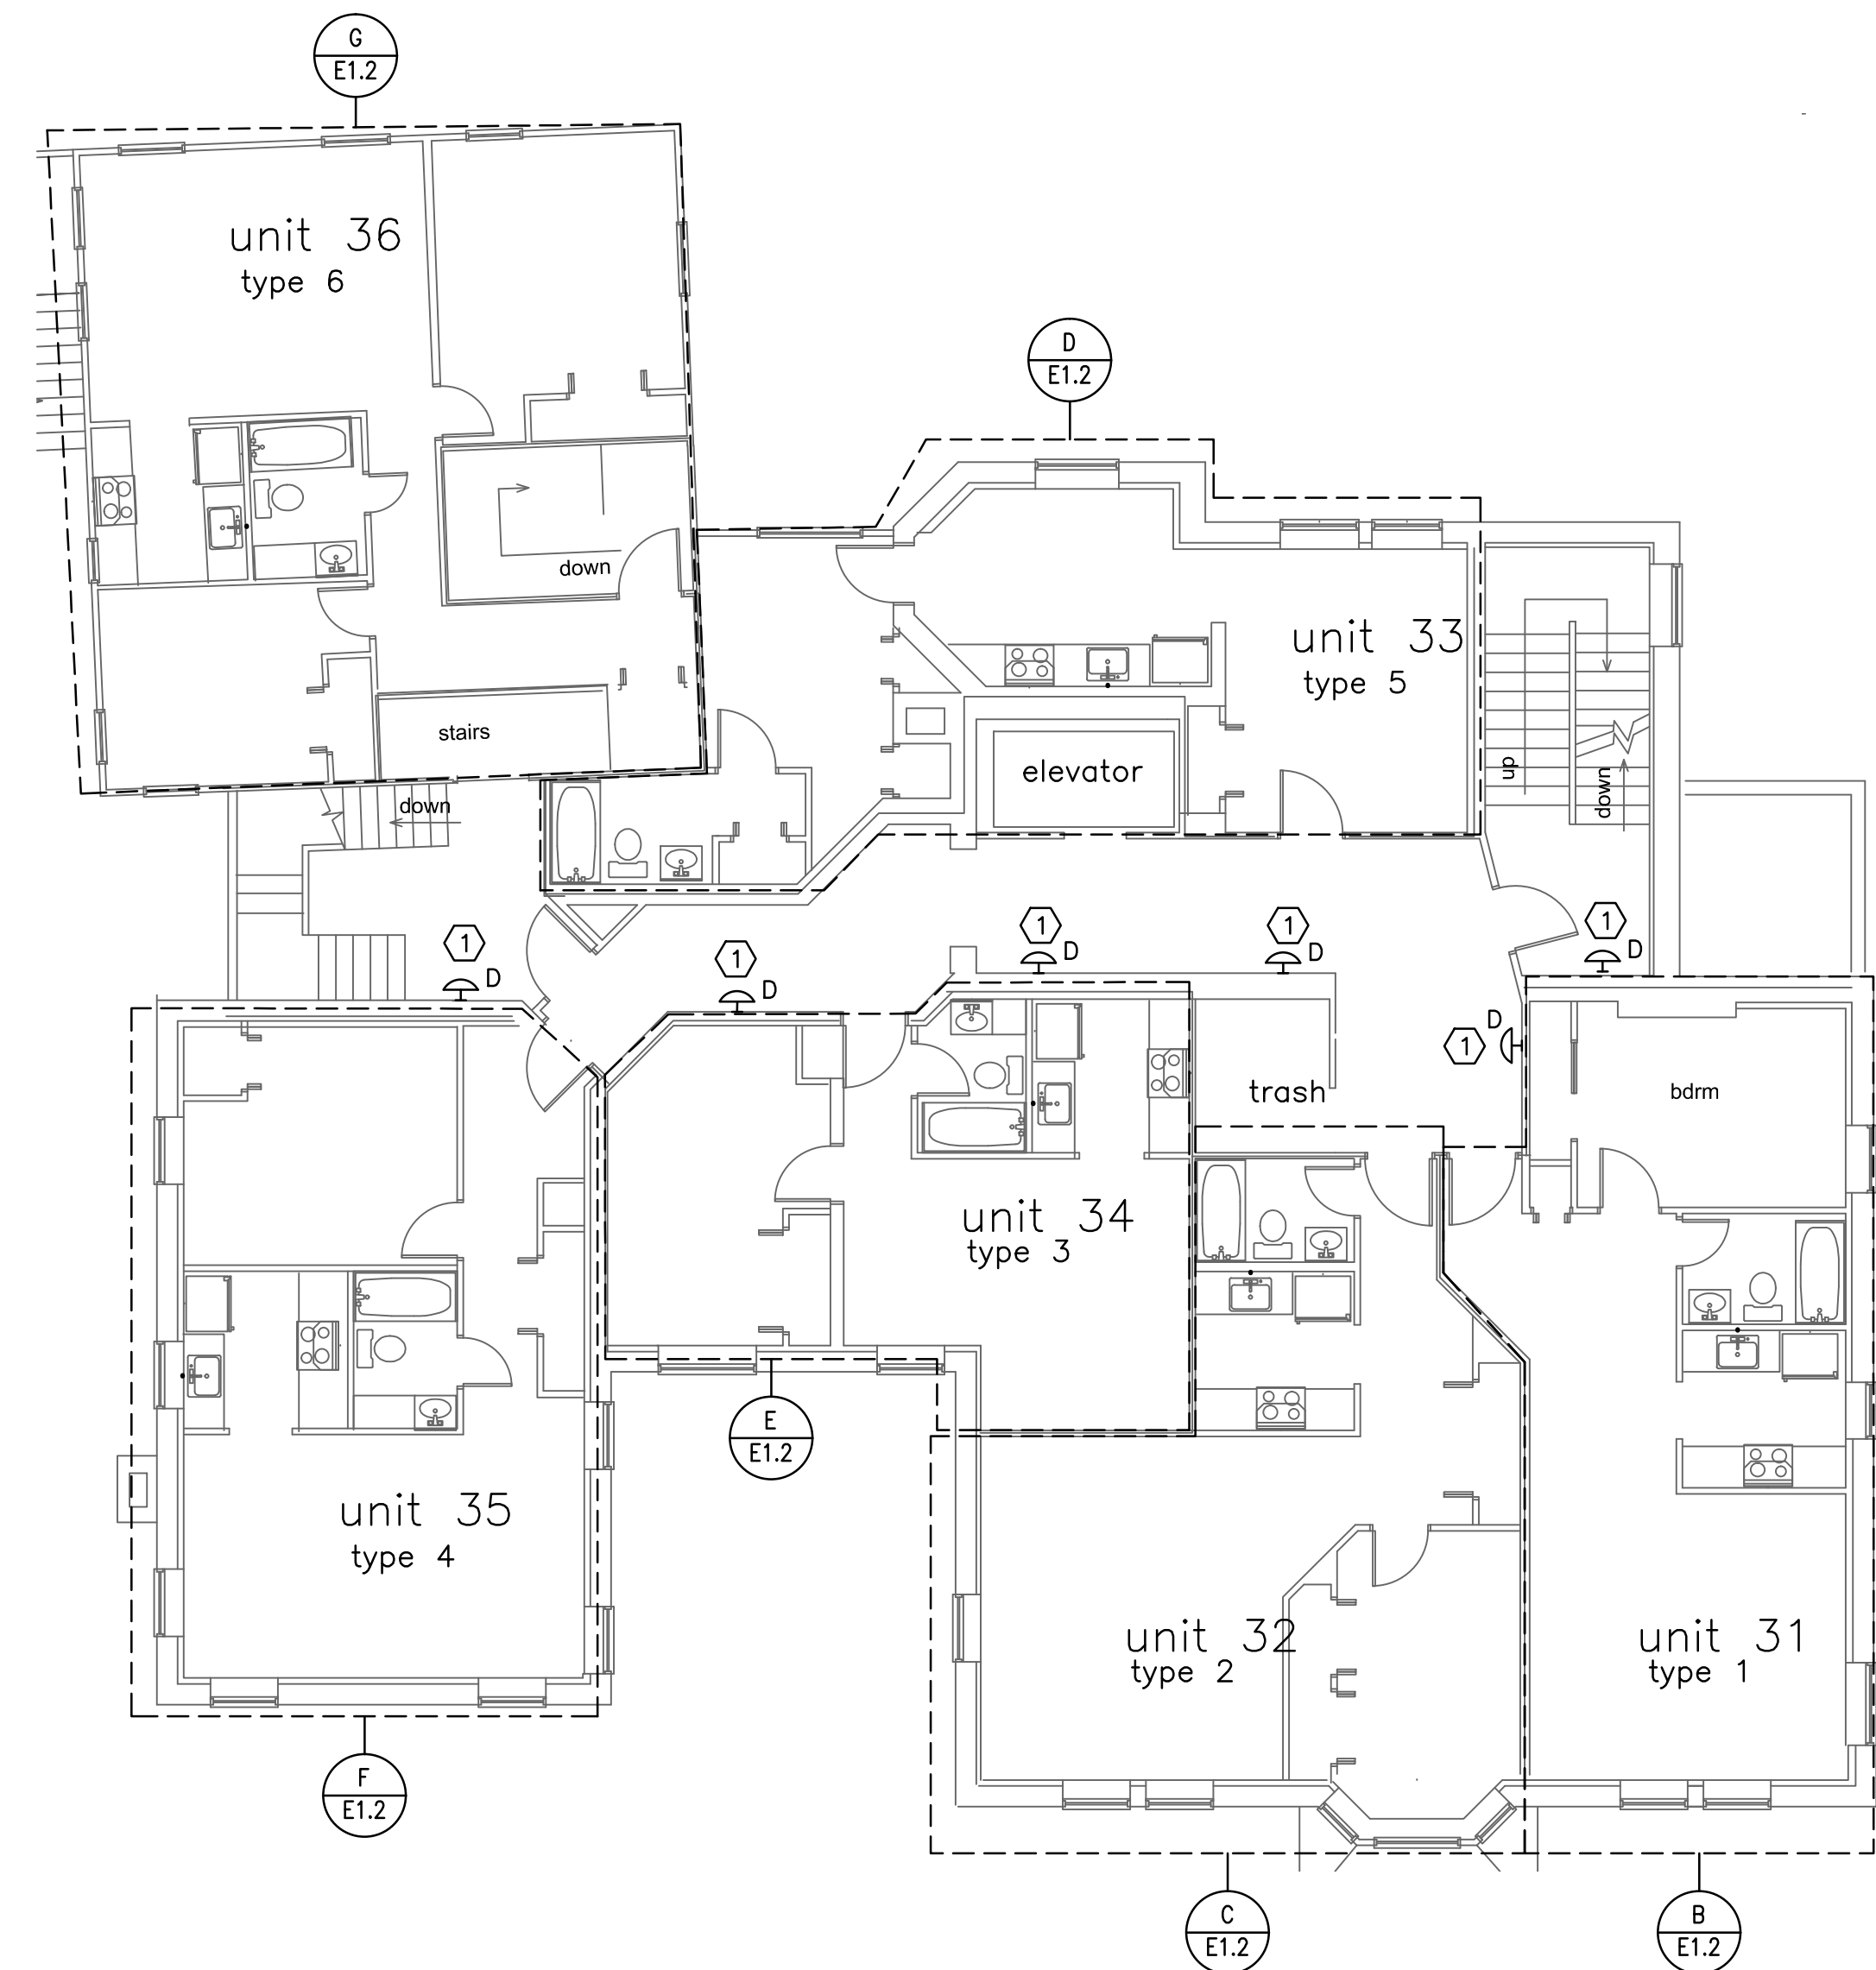 G
E1.2
unit 36
type 6
D
E1.2
down
unit 33
type 5
stairs
elevator
up
down
down
1
D
1
D
1
D
1
D
1
D
1
D
trash
bdrm
unit 34
type 3
E
E1.2
unit 35
type 4
unit 32
type 2
unit 31
type 1
F
E1.2
C
E1.2
B
E1.2